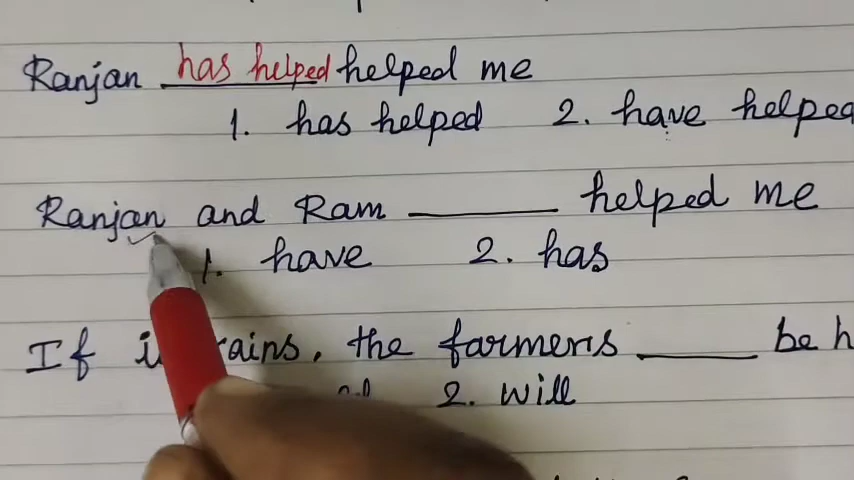 Ranjan has helped helped me
1. has helped 2. have helped
Ranjan and Ram ______ helped me
1. have 2. has
If rains, the farmers ______ be
2. will